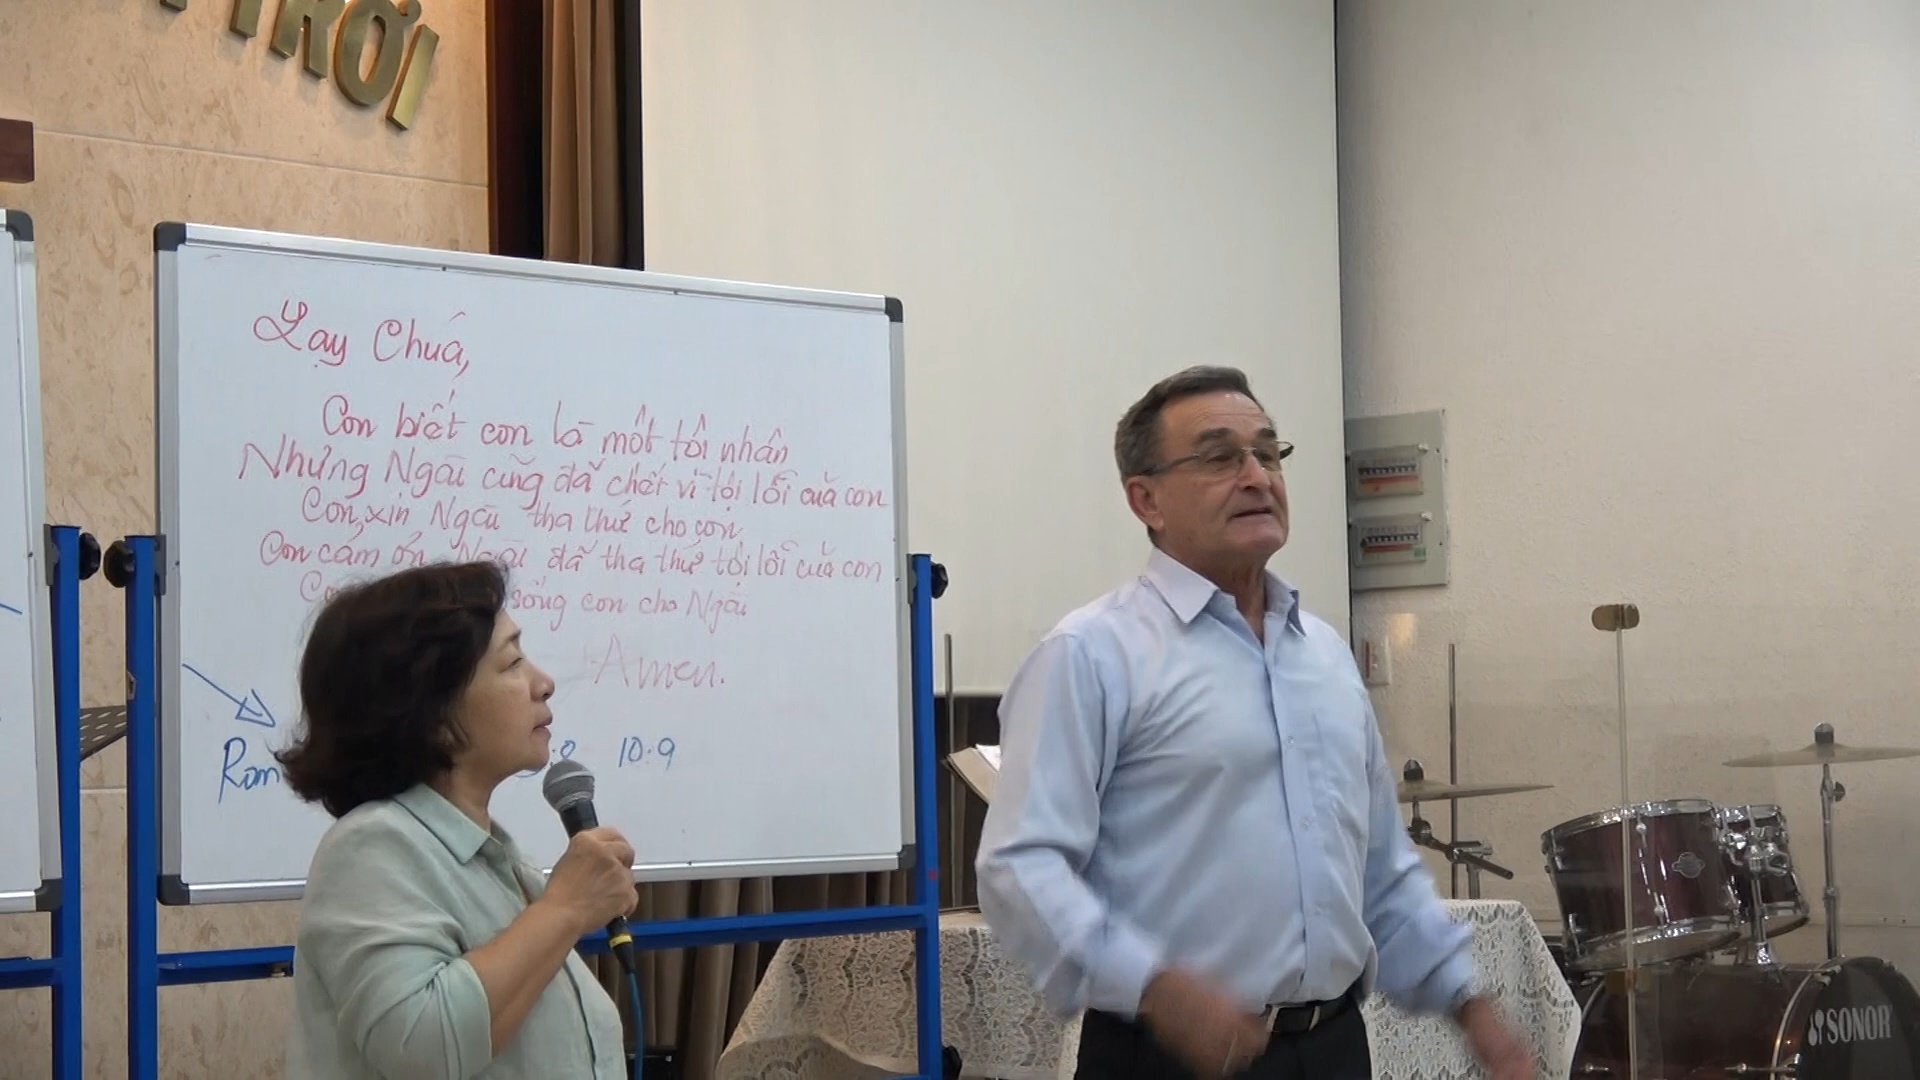 TRỜI
Lạy Chúa,
Con biết con là một tội nhân
Nhưng Ngài cũng đã chết vì tội lỗi của con
Con xin Ngài tha thứ cho con
Con cảm ơn Ngài đã tha thứ tội lỗi của con
sống con cho Ngài
Amen.
Rom :8 10:9
SONOR